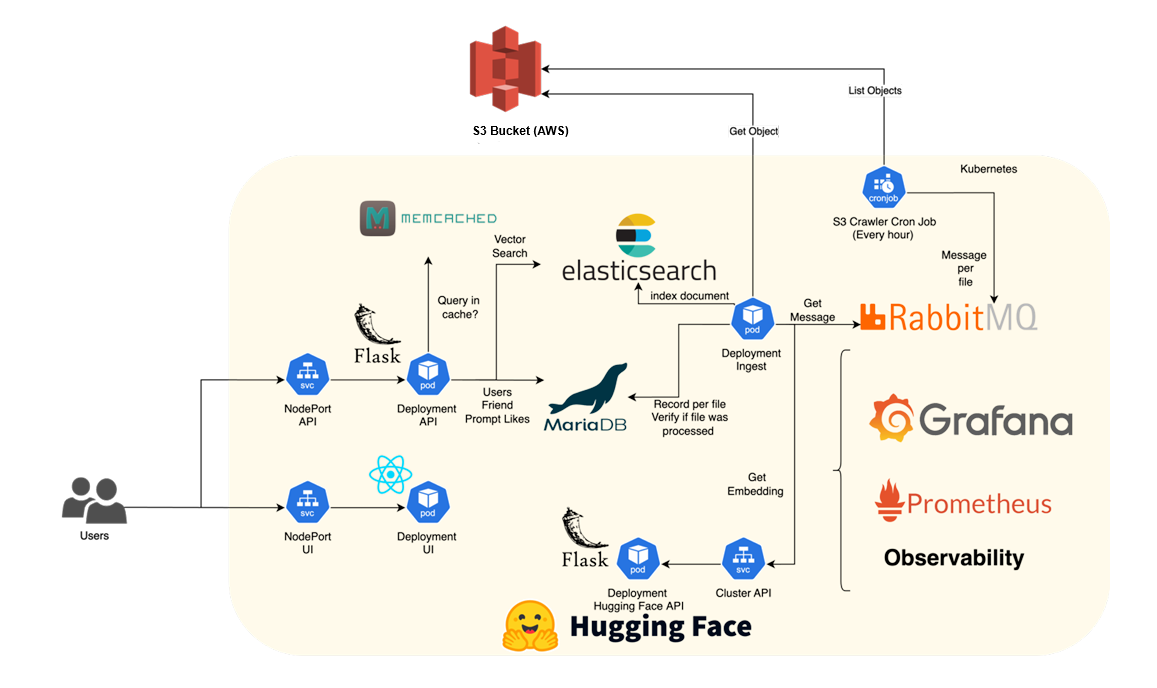 List Objects
S3 Bucket (AWS)
Get Object
Kubernetes
cronjob
S3 Crawler Cron Job
(Every hour)
MEMCACHED
Vector
Search
elasticsearch
Message
per
file
Query in
cache?
index document
Get
Message
RabbitMQ
pod
Deployment
Ingest
Flask
svc
NodePort
API
pod
Deployment
API
Users
Friend
Prompt Likes
MariaDB
Record per file
Verify if file was
processed
Grafana
Get
Embedding
Prometheus
Observability
Users
svc
NodePort
UI
pod
Deployment
UI
Flask
pod
Deployment
Hugging Face API
svc
Cluster API
Hugging Face